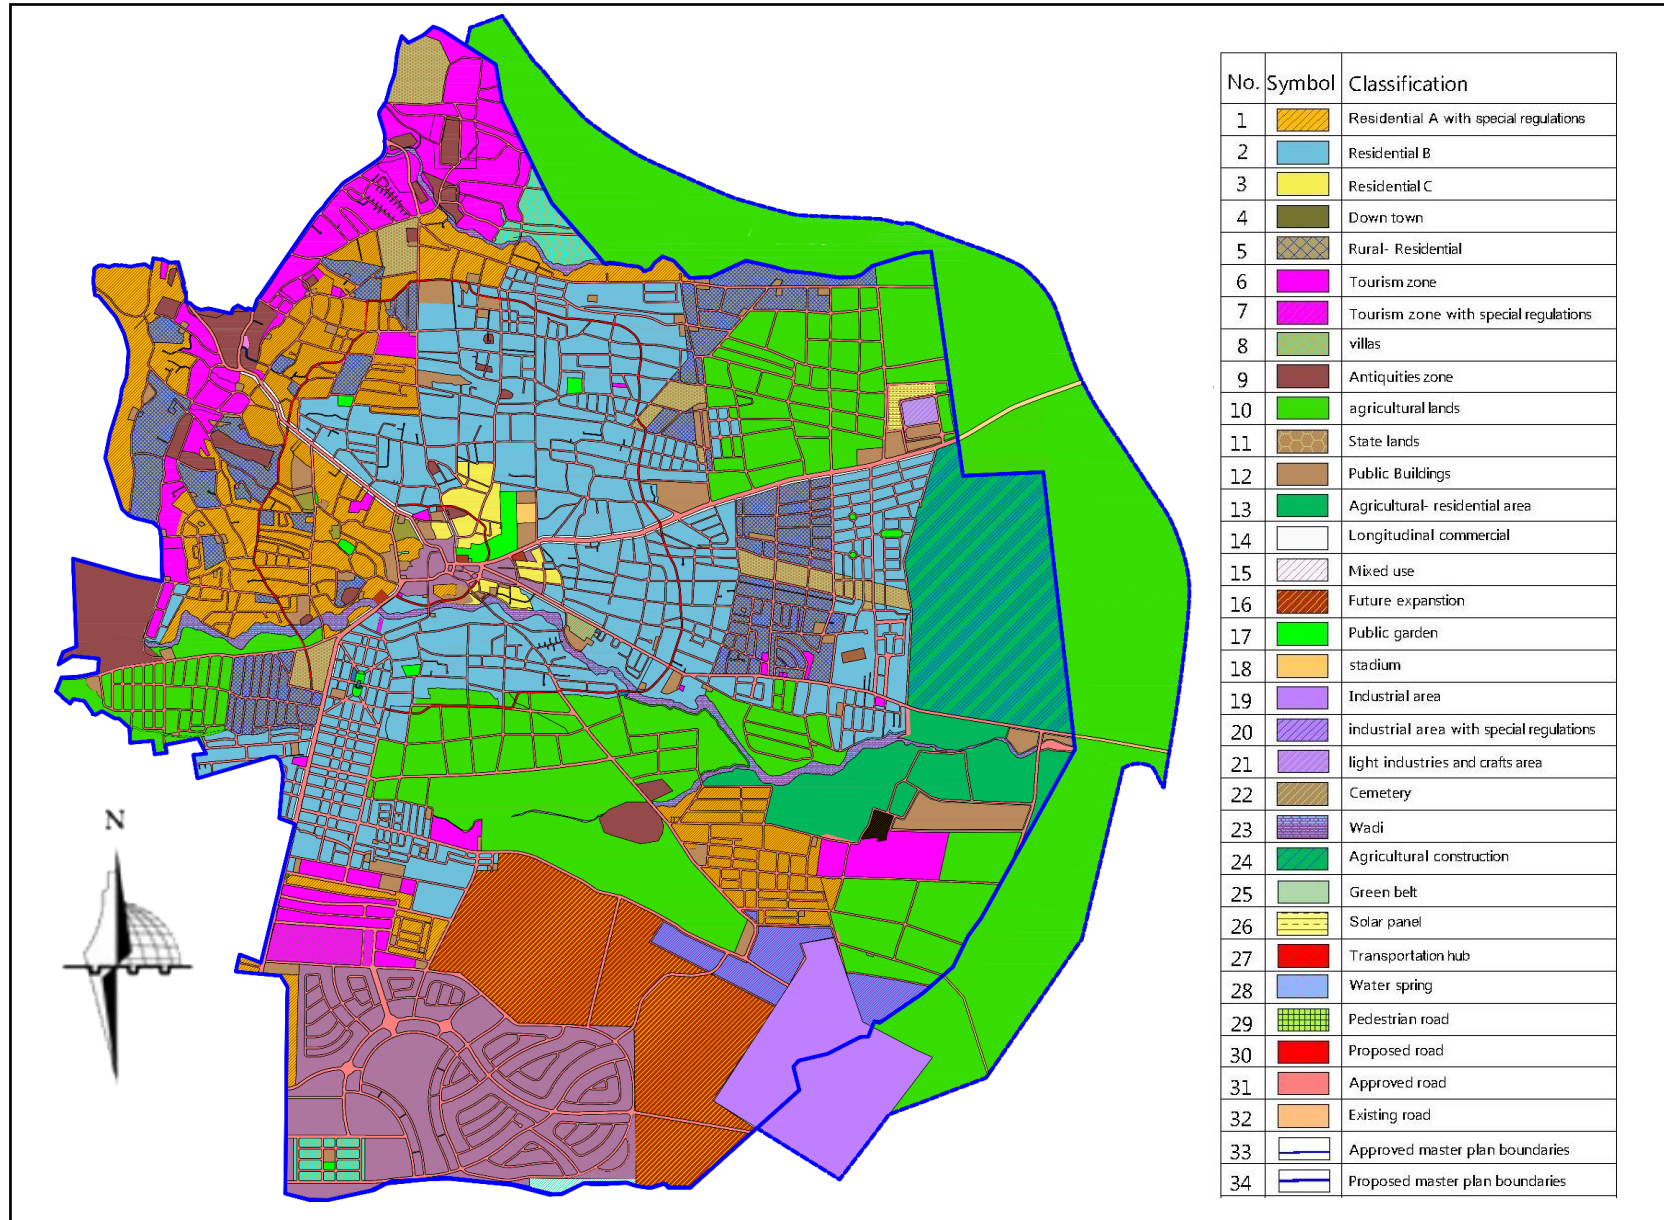 No. Symbol Classification
1 Residential A with special regulations
2 Residential B
3 Residential C
4 Down town
5 Rural- Residential
6 Tourism zone
7 Tourism zone with special regulations
8 villas
9 Antiquities zone
10 agricultural lands
11 State lands
12 Public Buildings
13 Agricultural- residential area
14 Longitudinal commercial
15 Mixed use
16 Future expanstion
17 Public garden
18 stadium
19 Industrial area
20 industrial area with special regulations
21 light industries and crafts area
22 Cemetery
23 Wadi
24 Agricultural construction
25 Green belt
26 Solar panel
27 Transportation hub
28 Water spring
29 Pedestrian road
30 Proposed road
31 Approved road
32 Existing road
33 Approved master plan boundaries
34 Proposed master plan boundaries
N